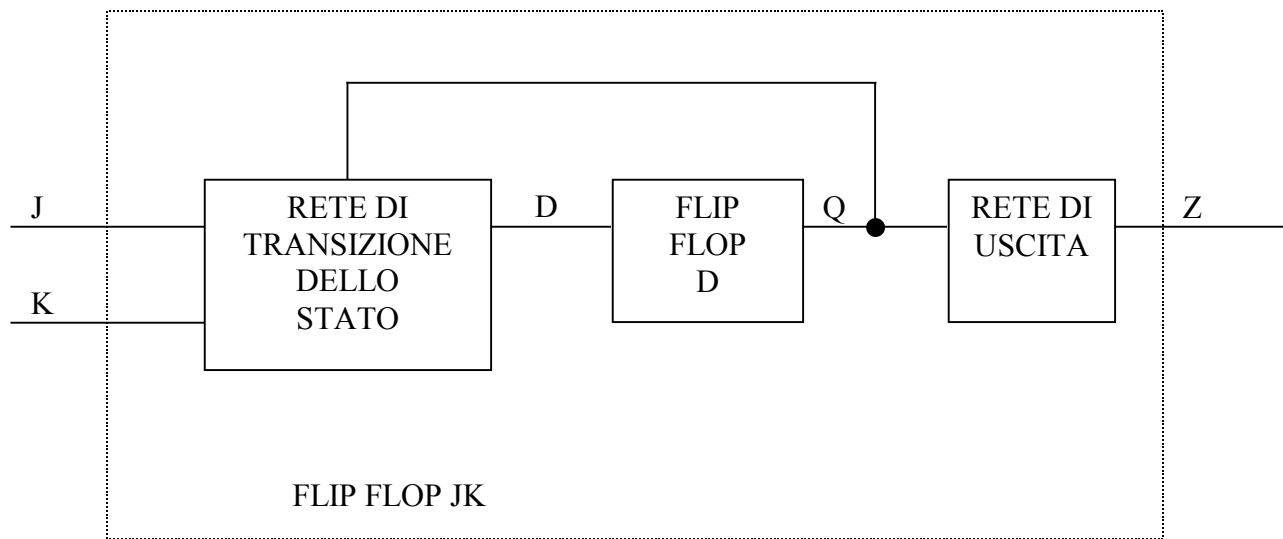 J
K
RETE DI
TRANSIZIONE
DELLO
STATO
D
FLIP
FLOP
D
Q
RETE DI
USCITA
Z
FLIP FLOP JK